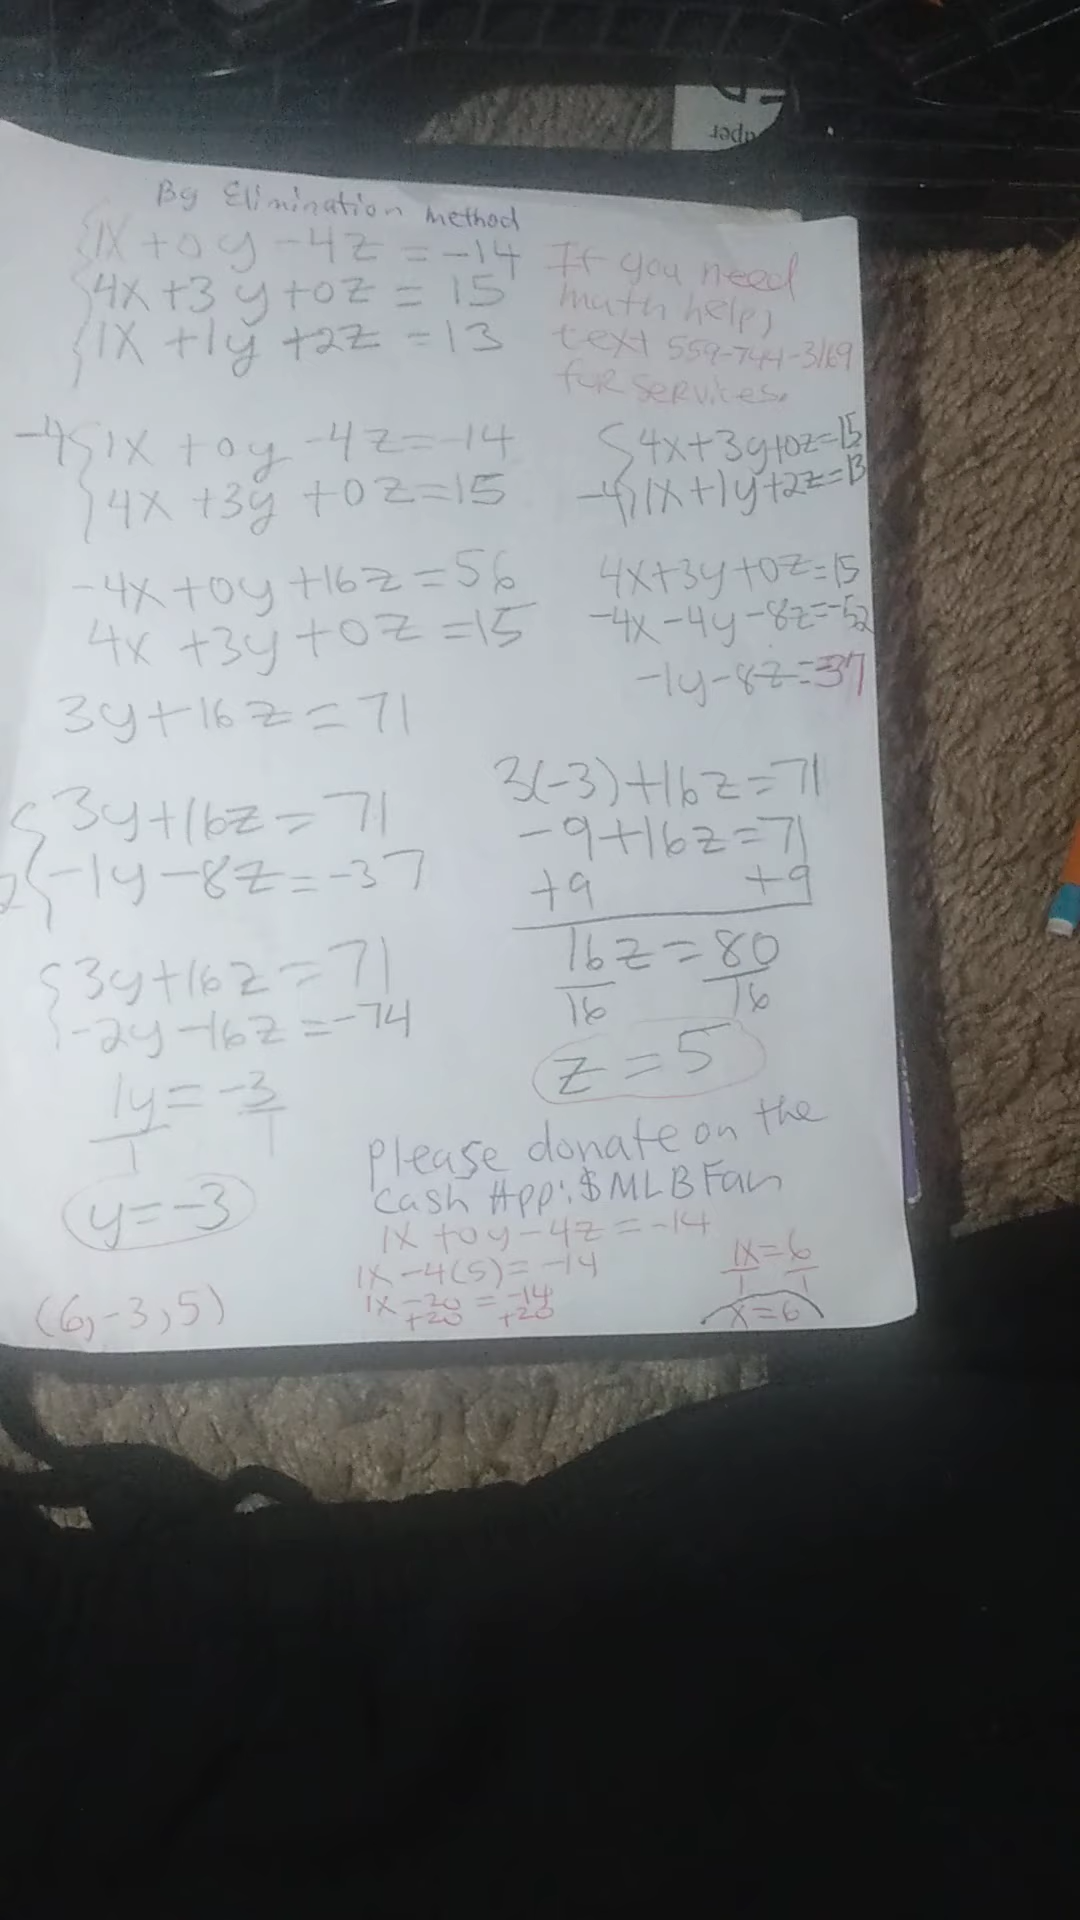 By Elimination method
1x + 0y - 4z = -14
4x + 3y + 0z = 15
1x + 1y + 2z = 13
If you need
math help,
text 559-744-3169
for services.
-4{1x + 0y - 4z = -14
4x + 3y + 0z = 15
-4x + 0y + 16z = 56
4x + 3y + 0z = 15
3y + 16z = 71
{4x + 3y + 0z = 15
-4{1x + 1y + 2z = 13
4x + 3y + 0z = 15
-4x - 4y - 8z = -52
-1y - 8z = -37
{3y + 16z = 71
2{-1y - 8z = -37
{3y + 16z = 71
-2y - 16z = -74
1y = -3
1 1
y = -3
3(-3) + 16z = 71
-9 + 16z = 71
+9 +9
16z = 80
16 16
z = 5
Please donate on the
Cash App: $MLBFan
1x + 0y - 4z = -14
1x - 4(5) = -14
1x - 20 = -14
+20 +20
1x = 6
1 1
x = 6
(6, -3, 5)